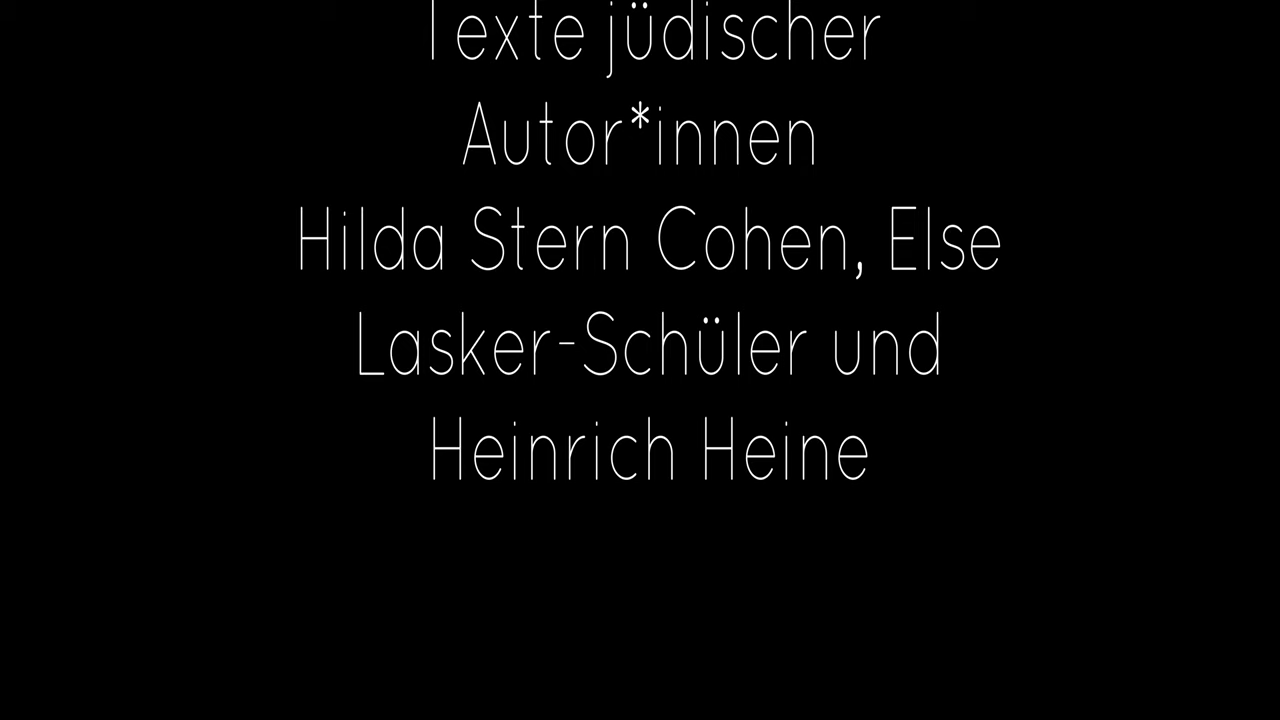 Texte jüdischer
Autor*innen
Hilda Stern Cohen, Else
Lasker-Schüler und
Heinrich Heine